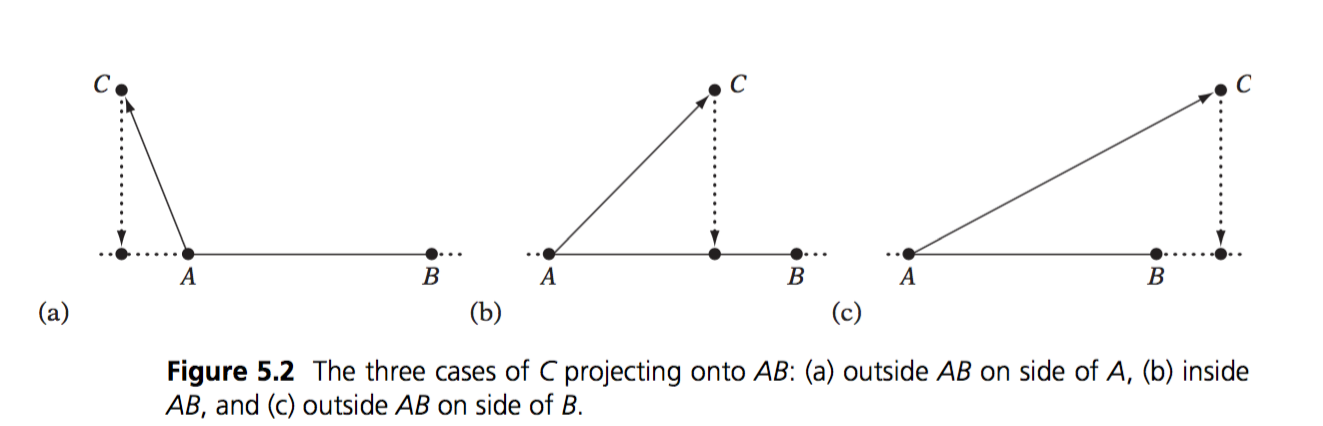 C
C
C
A
B
A
B
A
B
(a)
(b)
(c)
Figure 5.2 The three cases of C projecting onto AB: (a) outside AB on side of A, (b) inside
AB, and (c) outside AB on side of B.